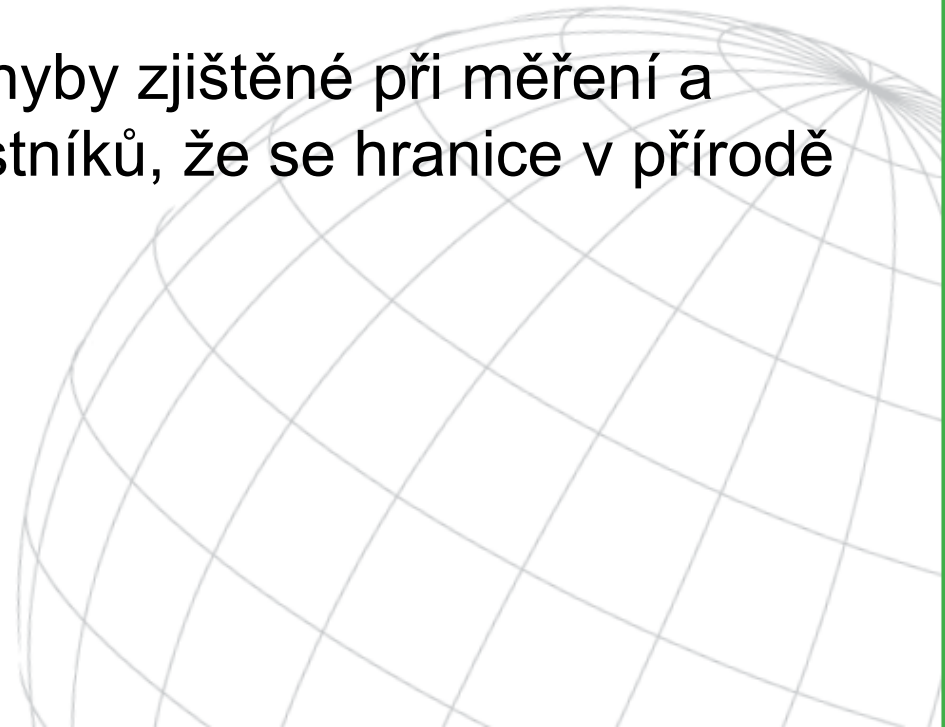 hyby zjištěné při měření a
stníků, že se hranice v přírodě